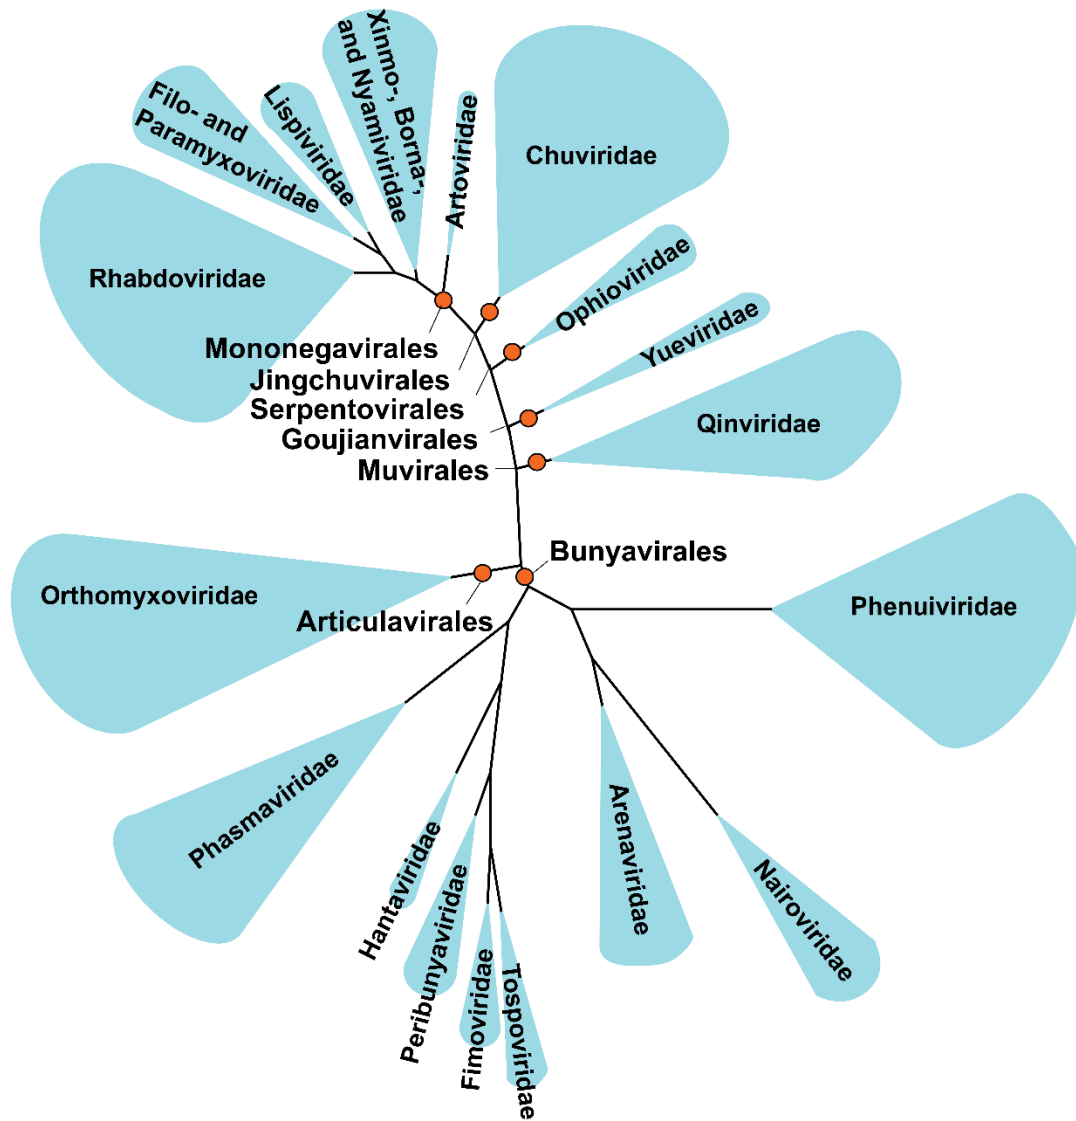 Filo- and
Paramyxoviridae
Lispiviridae
Xinmo-, Borna-,
and Nyamiviridae
Artoviridae
Chuviridae
Rhabdoviridae
Ophioviridae
Yueviridae
Qinviridae
Mononegavirales
Jingchuvirales
Serpentovirales
Goujianvirales
Muvirales
Bunyavirales
Orthomyxoviridae
Articulavirales
Phenuiviridae
Phasmaviridae
Hantaviridae
Peribunyaviridae
Fimoviridae
Tospoviridae
Arenaviridae
Nairoviridae